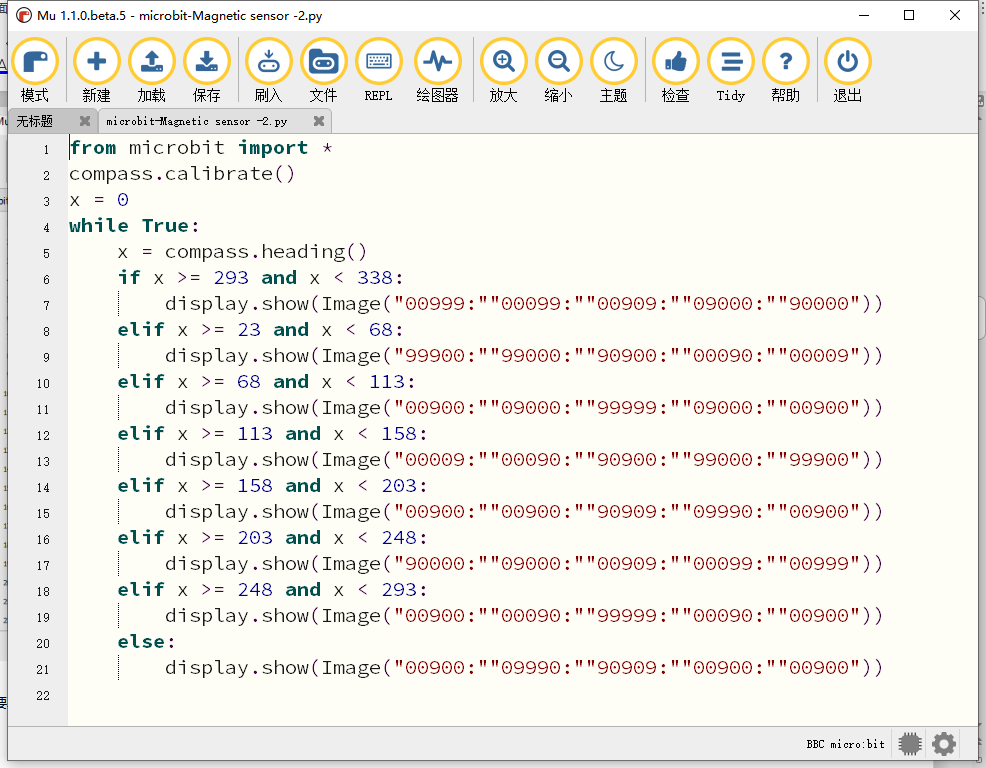 Mu 1.1.0.beta.5 - microbit-Magnetic sensor -2.py
模式 新建 加载 保存 刷入 文件 REPL 绘图器 放大 缩小 主题 检查 Tidy 帮助 退出
无标题 microbit-Magnetic sensor -2.py
1 from microbit import *
2 compass.calibrate()
3 x = 0
4 while True:
5 x = compass.heading()
6 if x >= 293 and x < 338:
7 display.show(Image("00999:""00099:""00909:""09000:""90000"))
8 elif x >= 23 and x < 68:
9 display.show(Image("99900:""99000:""90900:""00090:""00009"))
10 elif x >= 68 and x < 113:
11 display.show(Image("00900:""09000:""99999:""09000:""00900"))
12 elif x >= 113 and x < 158:
13 display.show(Image("00009:""00090:""90900:""99000:""99900"))
14 elif x >= 158 and x < 203:
15 display.show(Image("00900:""00900:""90909:""09990:""00900"))
16 elif x >= 203 and x < 248:
17 display.show(Image("90000:""09000:""00909:""00099:""00999"))
18 elif x >= 248 and x < 293:
19 display.show(Image("00900:""00090:""99999:""00090:""00900"))
20 else:
21 display.show(Image("00900:""09990:""90909:""00900:""00900"))
22
BBC micro:bit